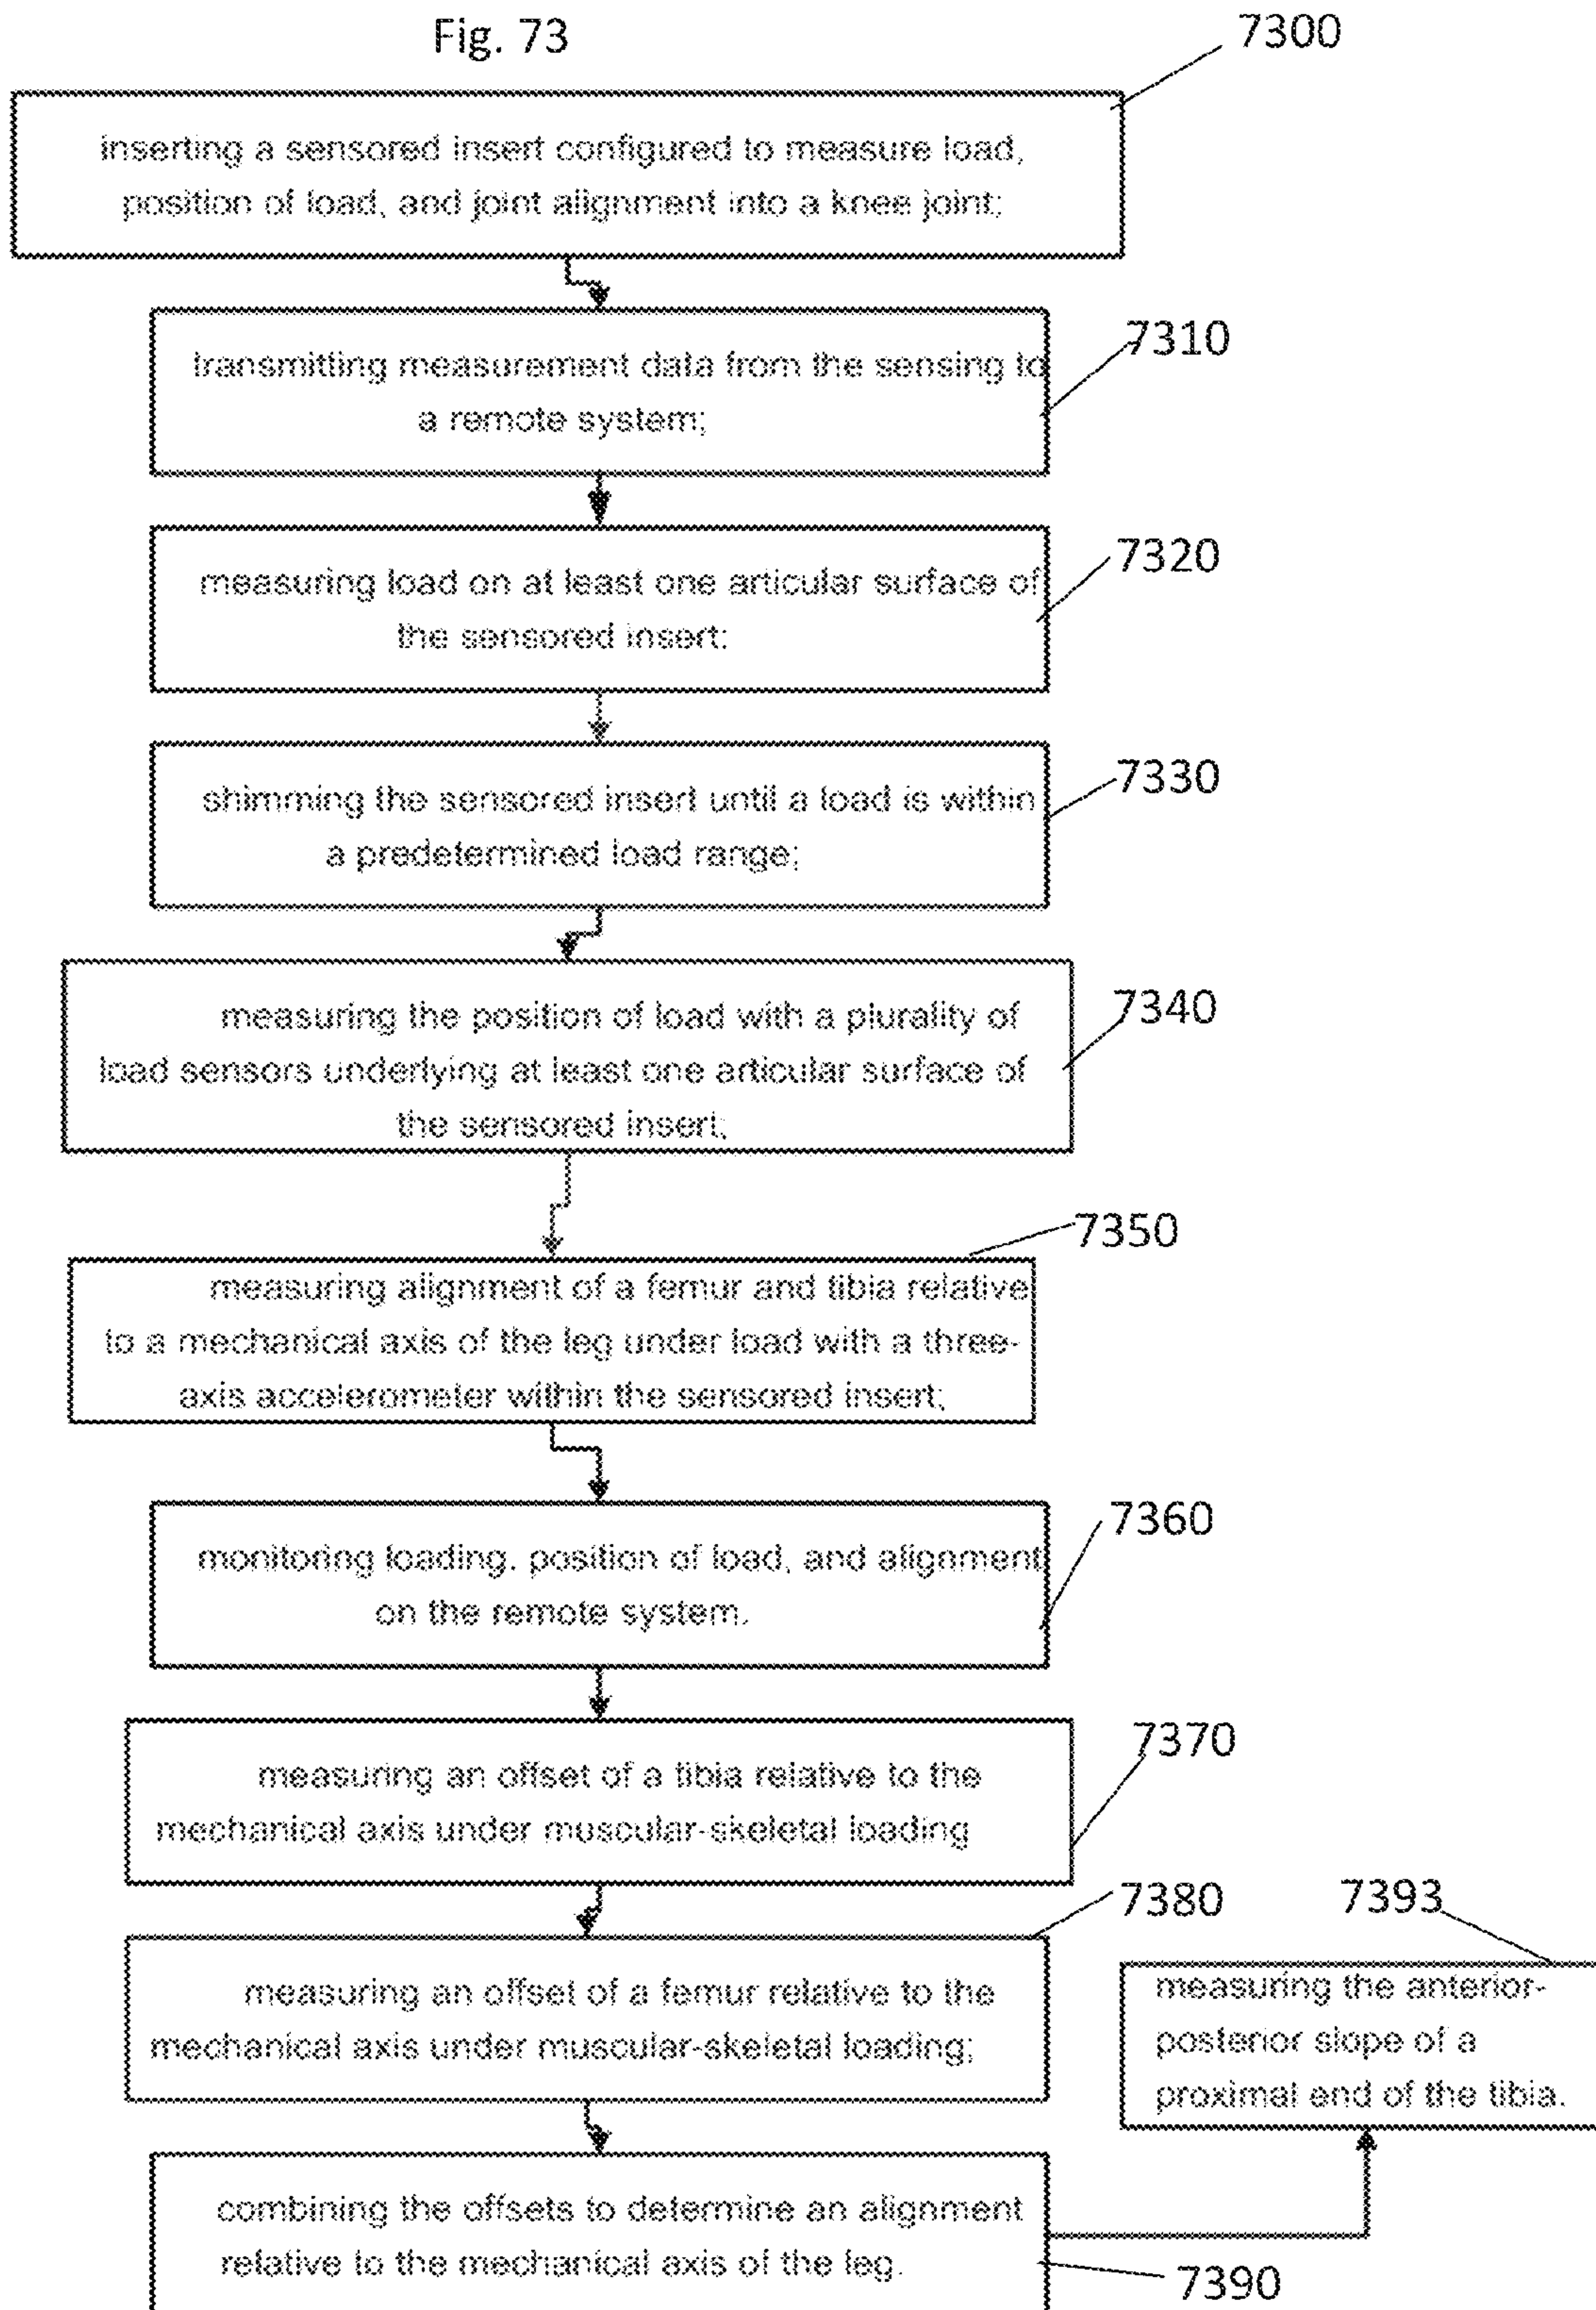 Fig. 73
7300
inserting a sensored insert configured to measure load,
position of load, and joint alignment into a knee joint;
7310
transmitting measurement data from the sensing to
a remote system;
7320
measuring load on at least one articular surface of
the sensored insert:
7330
shimming the sensored insert until a load is within
a predetermined load range;
7340
measuring the position of load with a plurality of
load sensors underlying at least one articular surface of
the sensored insert;
7350
measuring alignment of a femur and tibia relative
to a mechanical axis of the leg under load with a three-
axis accelerometer within the sensored insert;
7360
monitoring loading. position of load, and alignment
on the remote system.
7370
measuring an offset of a tibia relative to the
mechanical axis under muscular-skeletal loading
7380
measuring an offset of a femur relative to the
mechanical axis under muscular-skeletal loading;
7393
measuring the anterior-
posterior slope of a
proximal end of the tibia.
combining the offsets to determine an alignment
relative to the mechanical axis of the leg.
7390